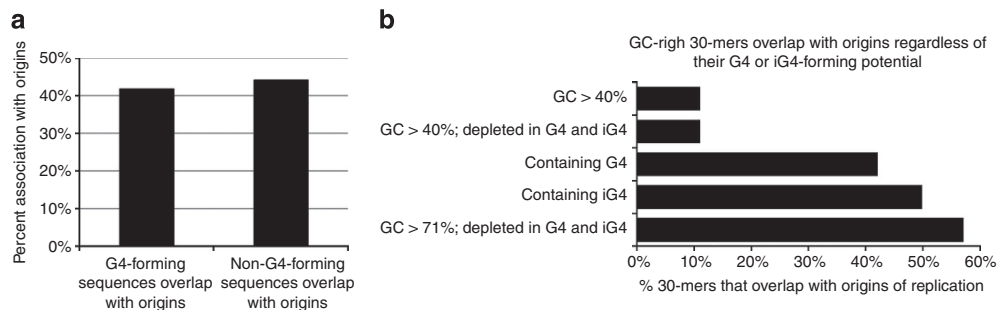 a
Percent association with origins
50%
40%
30%
20%
10%
0%
G4-forming
sequences overlap
with origins
Non-G4-forming
sequences overlap
with origins
b
GC-righ 30-mers overlap with origins regardless of
their G4 or iG4-forming potential
GC > 40%
GC > 40%; depleted in G4 and iG4
Containing G4
Containing iG4
GC > 71%; depleted in G4 and iG4
0% 10% 20% 30% 40% 50% 60%
% 30-mers that overlap with origins of replication